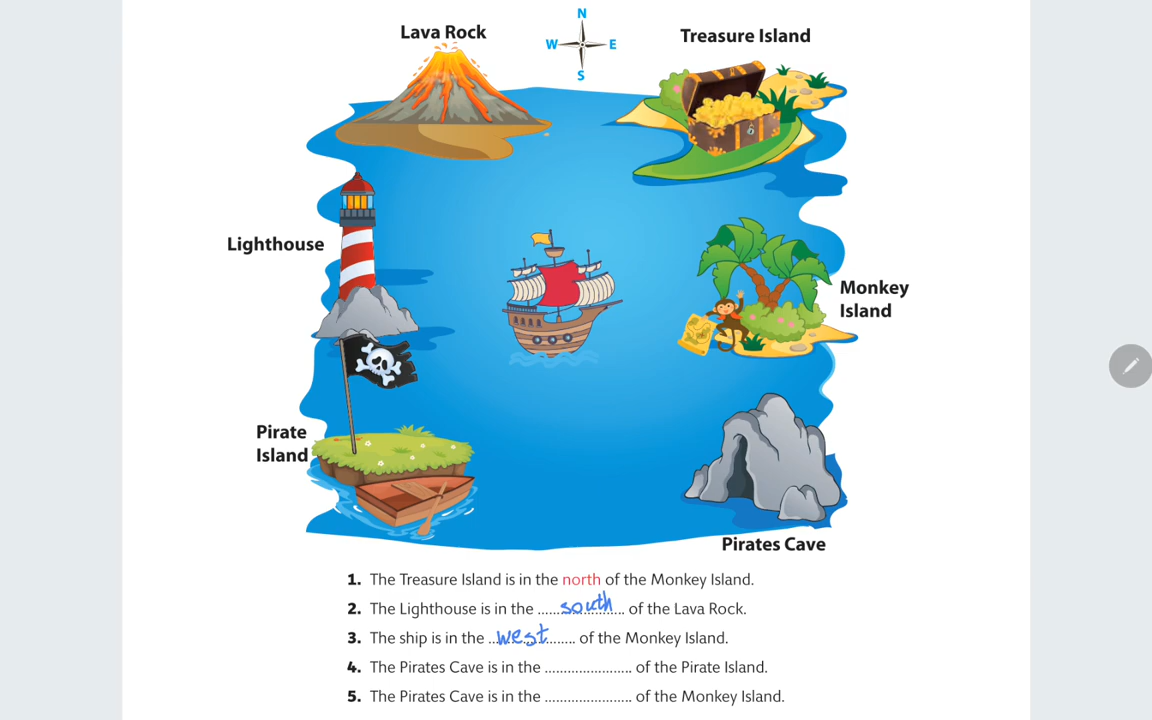 N
Lava Rock
Treasure Island
W E
S
Lighthouse
Monkey
Island
Pirate
Island
Pirates Cave
1. The Treasure Island is in the north of the Monkey Island.
2. The Lighthouse is in the ......south............... of the Lava Rock.
3. The ship is in the ...west............... of the Monkey Island.
4. The Pirates Cave is in the ...................... of the Pirate Island.
5. The Pirates Cave is in the ...................... of the Monkey Island.